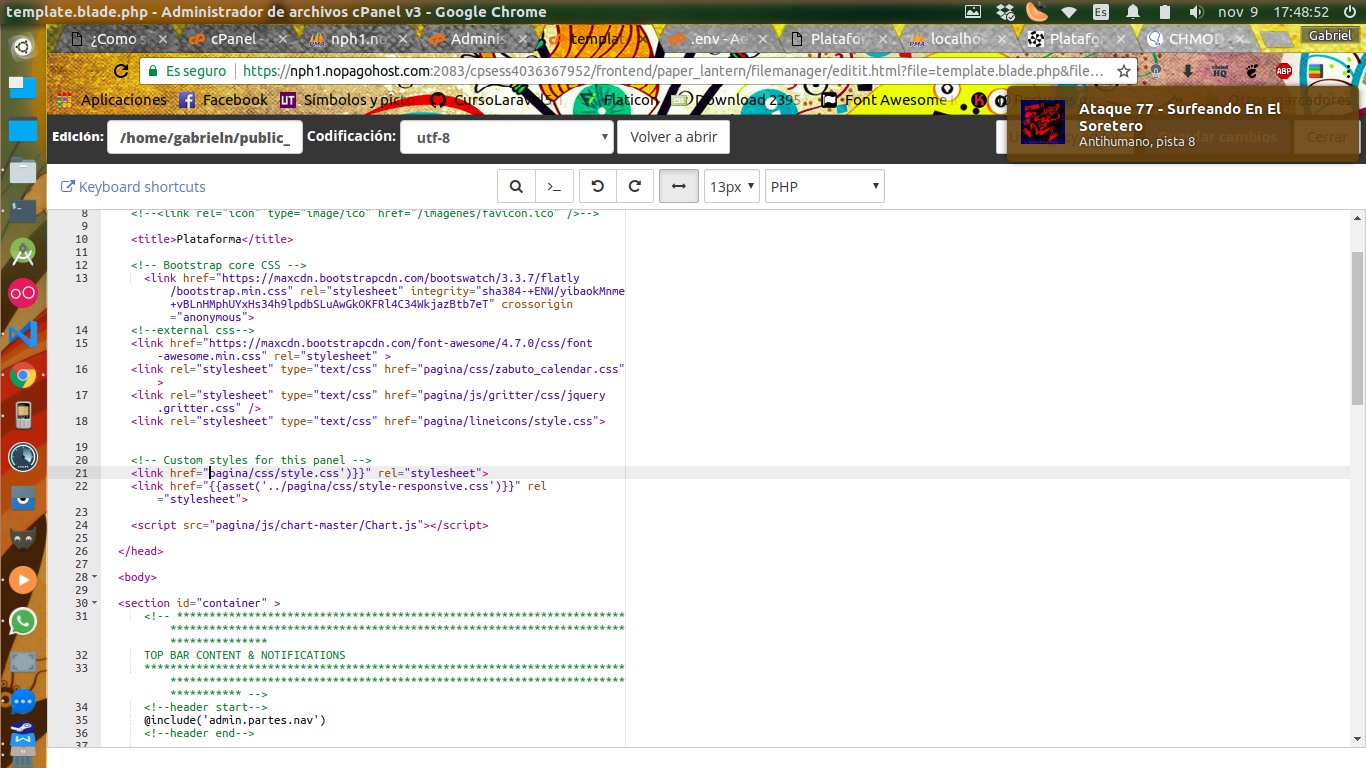 template.blade.php - Administrador de archivos cPanel v3 - Google Chrome
Es
nov 9
17:48:52
¿Como s
cPanel
nph1.no
Adminis
templat
.env - Ac
Platafor
localhos
Platafor
CHMOD
Gabriel
Es seguro
https://nph1.nopagohost.com:2083/cpsess4036367952/frontend/paper_lantern/filemanager/editit.html?file=template.blade.php&file…
ABP
Aplicaciones
Facebook
UT
Símbolos y picto
CursoLaravel51
Flaticon
css
Download 2395
Font Awesome
Ataque 77 - Surfeando En El
Soretero
Antihumano, pista 8
Edición:
/home/gabrieln/public_
Codificación:
utf-8
Volver a abrir
Guardar cambios
Cerrar
Keyboard shortcuts
>_
13px
PHP
8 <!--<link rel="icon" type="image/ico" href="/imagenes/favicon.ico" />-->
9
10 <title>Plataforma</title>
11
12 <!-- Bootstrap core CSS -->
13 <link href="https://maxcdn.bootstrapcdn.com/bootswatch/3.3.7/flatly
/bootstrap.min.css" rel="stylesheet" integrity="sha384-+ENW/yibaokMnme
+vBLnHMphUYxHs34h9lpdbSLuAwGkOKFRl4C34WkjazBtb7eT" crossorigin
="anonymous">
14 <!--external css-->
15 <link href="https://maxcdn.bootstrapcdn.com/font-awesome/4.7.0/css/font
-awesome.min.css" rel="stylesheet" >
16 <link rel="stylesheet" type="text/css" href="pagina/css/zabuto_calendar.css"
>
17 <link rel="stylesheet" type="text/css" href="pagina/js/gritter/css/jquery
.gritter.css" />
18 <link rel="stylesheet" type="text/css" href="pagina/lineicons/style.css">
19
20 <!-- Custom styles for this panel -->
21 <link href="pagina/css/style.css')}}" rel="stylesheet">
22 <link href="{{asset('../pagina/css/style-responsive.css')}}" rel
="stylesheet">
23
24 <script src="pagina/js/chart-master/Chart.js"></script>
25
26 </head>
27
28 <body>
29
30 <section id="container" >
31 <!-- **********************************************************************
**********************************************************************
***************
32 TOP BAR CONTENT & NOTIFICATIONS
33 **************************************************************************
**********************************************************************
*********** -->
34 <!--header start-->
35 @include('admin.partes.nav')
36 <!--header end-->
37